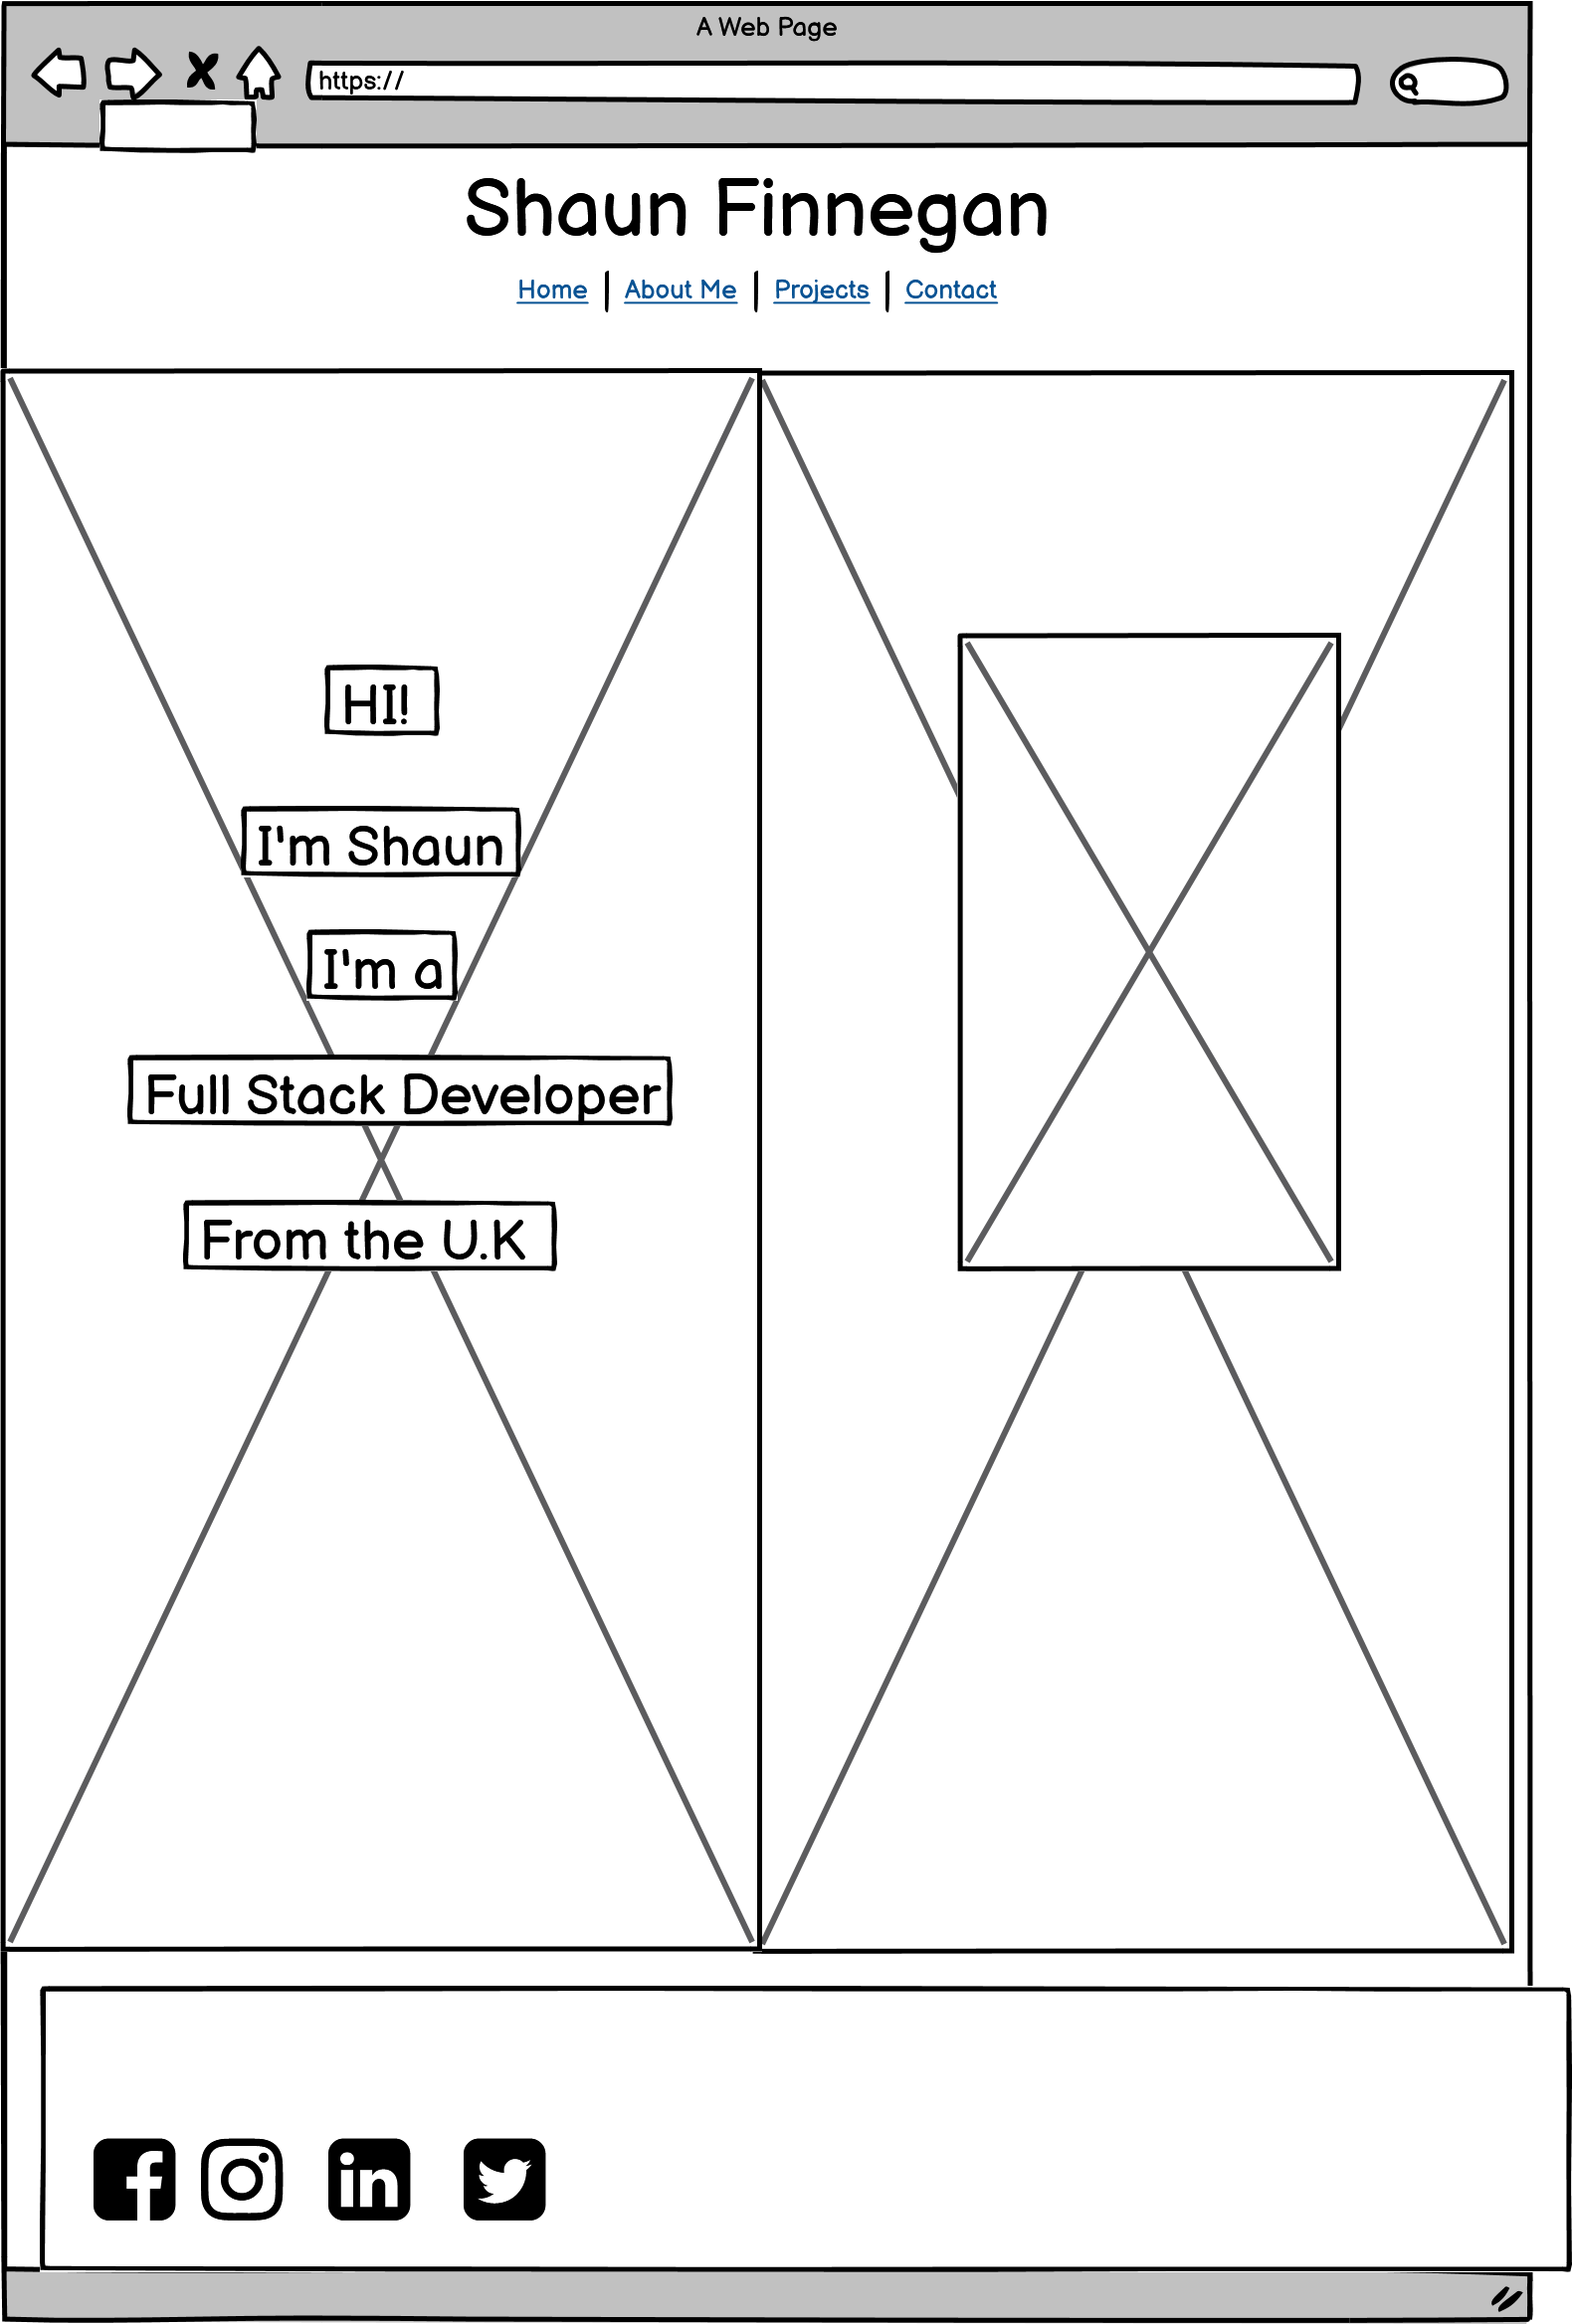 A Web Page
https://
Shaun Finnegan
Home | About Me | Projects | Contact
HI!
I'm Shaun
I'm a
Full Stack Developer
From the U.K